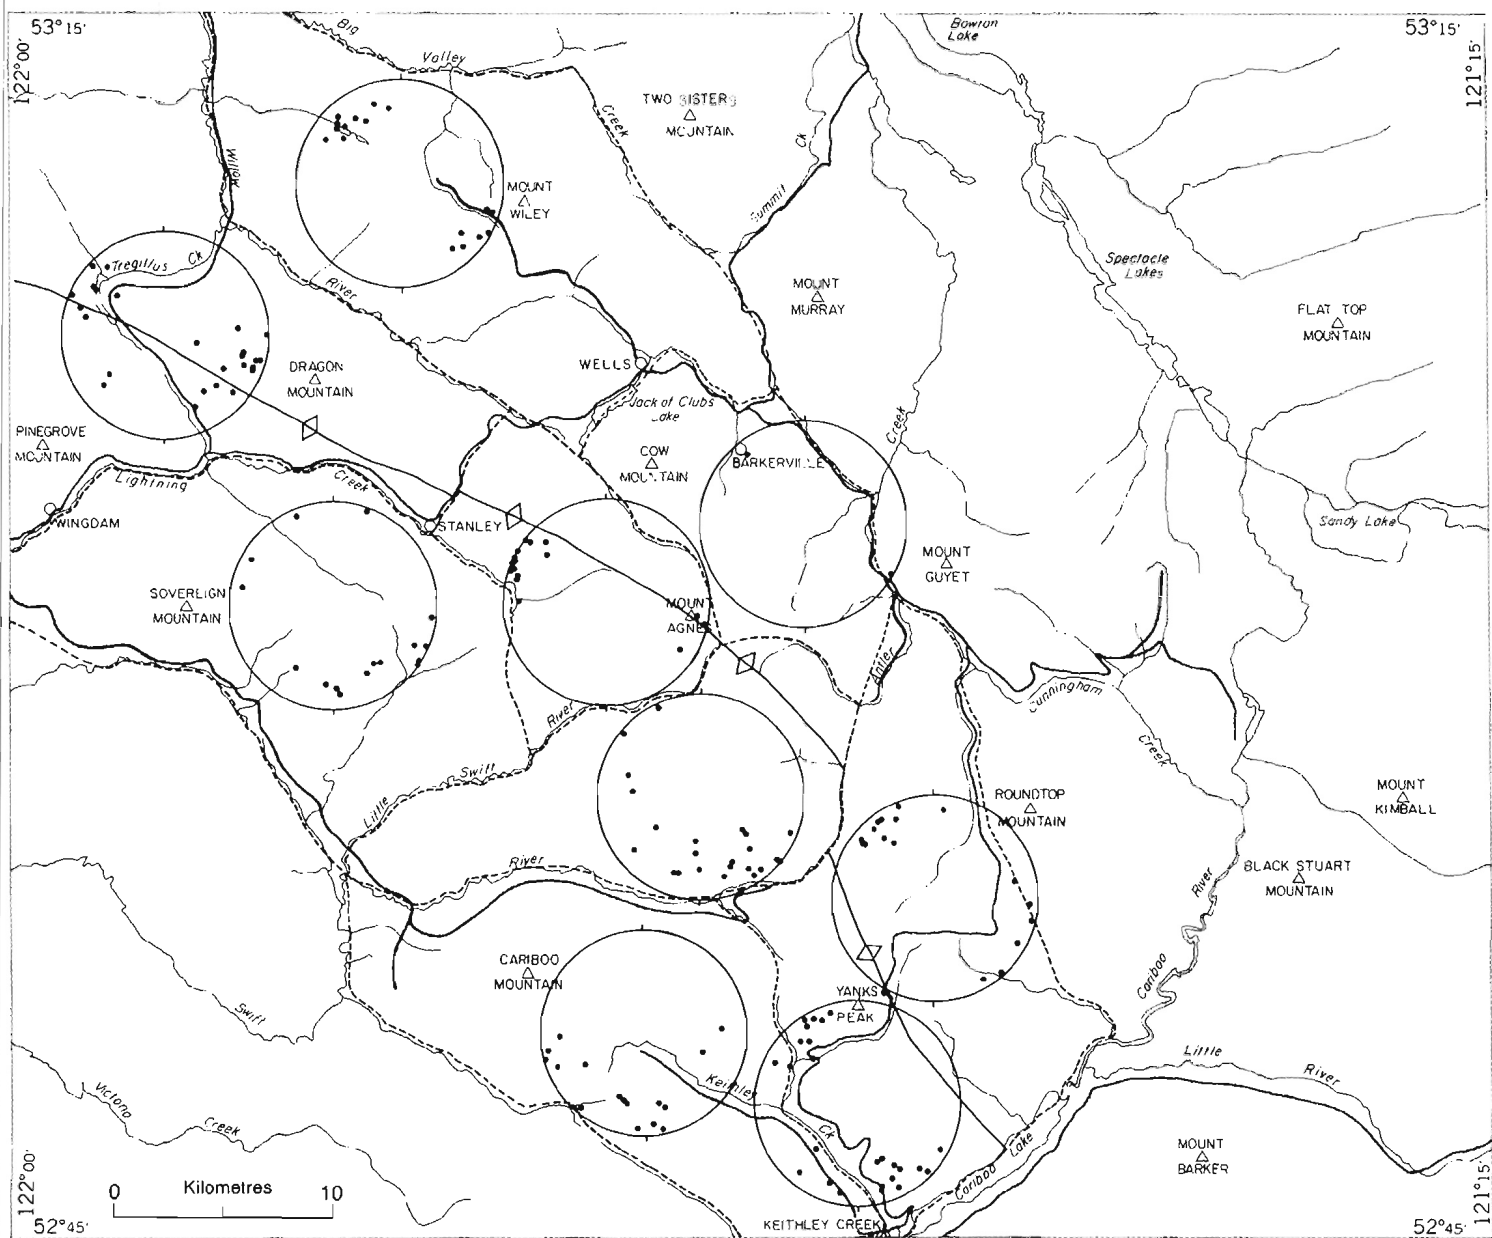 53°15'
53°15'
122°00'
121°15'
Big
Valley
Creek
Bowron
Lake
TWO SISTERS
MOUNTAIN
Ck
Summit
Willow
MOUNT
WILEY
Tregillus
Ck
River
Spectacle
Lakes
MOUNT
MURRAY
FLAT TOP
MOUNTAIN
WELLS
DRAGON
MOUNTAIN
Jack of Clubs
Lake
PINEGROVE
MOUNTAIN
Creek
COW
MOUNTAIN
BARKERVILLE
Lightning
Creek
WINGDAM
STANLEY
Sandy Lake
MOUNT
GUYET
SOVEREIGN
MOUNTAIN
MOUNT
AGNES
Antler
Cunningham
Creek
River
Swift
Little
ROUNDTOP
MOUNTAIN
MOUNT
KIMBALL
River
BLACK STUART
MOUNTAIN
River
CARIBOO
MOUNTAIN
Cariboo
YANKS
PEAK
Swift
Little
River
Keithley
Ck
Victoria
Creek
Cariboo
Lake
MOUNT
BARKER
122°00'
121°15'
0 Kilometres 10
52°45'
KEITHLEY CREEK
52°45'